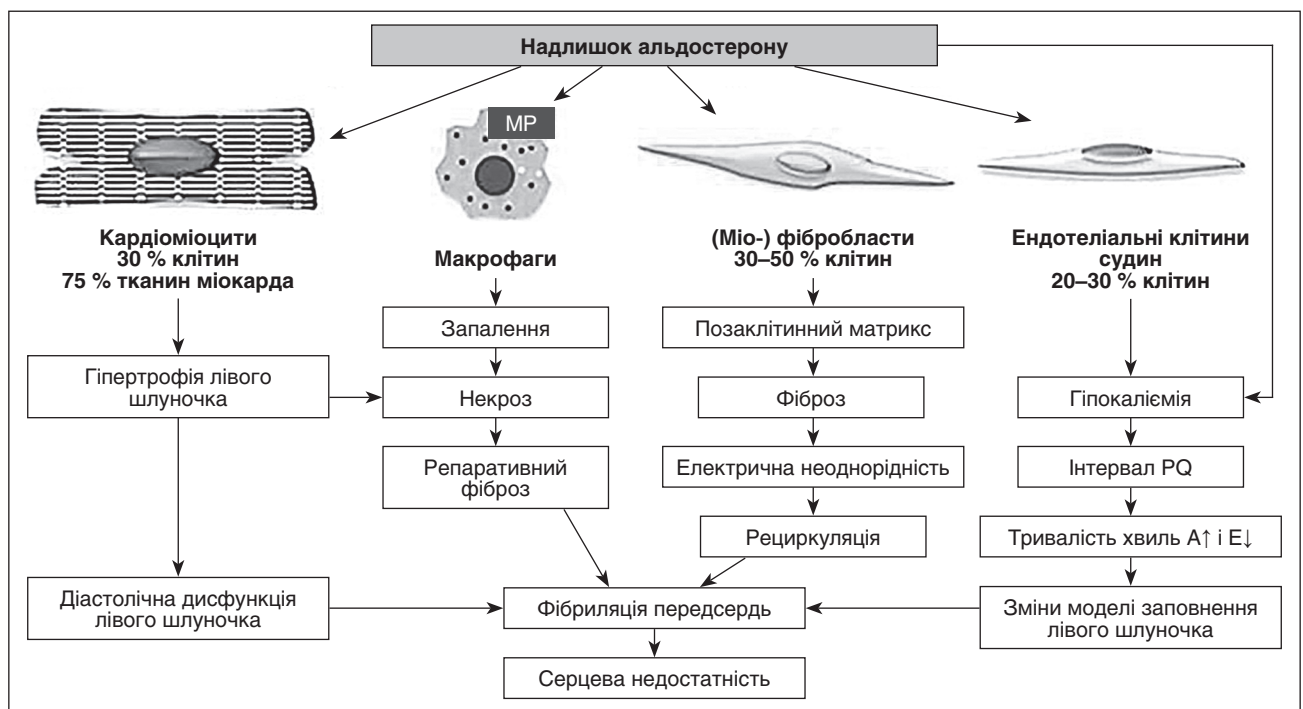 Надлишок альдостерону
МР
Кардіоміоцити
30 % клітин
75 % тканин міокарда
Макрофаги
(Міо-) фібробласти
30–50 % клітин
Ендотеліальні клітини
судин
20–30 % клітин
Запалення
Позаклітинний матрикс
Гіпертрофія лівого
шлуночка
Некроз
Фіброз
Гіпокаліємія
Репаративний
фіброз
Електрична неоднорідність
Інтервал PQ
Рециркуляція
Тривалість хвиль А↑ і Е↓
Діастолічна дисфункція
лівого шлуночка
Фібриляція передсердь
Зміни моделі заповнення
лівого шлуночка
Серцева недостатність